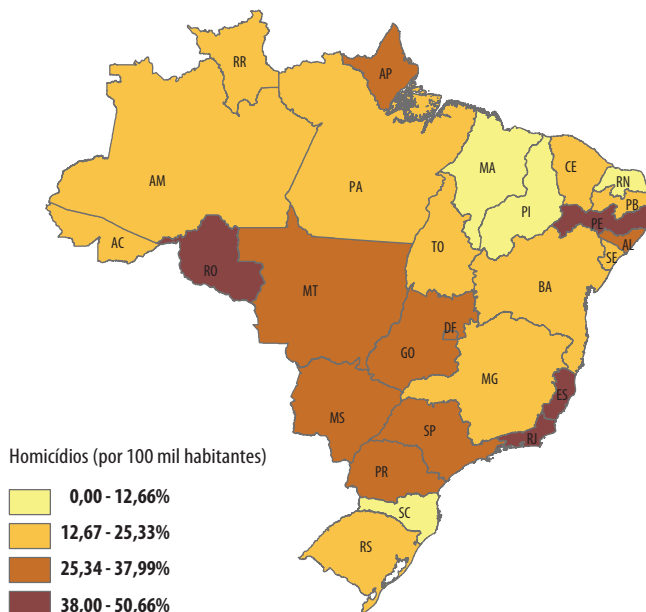 RR
AP
AM
PA
MA
CE
RN
PB
PI
PE
AL
SE
AC
TO
RO
BA
MT
DF
GO
MG
ES
MS
SP
RJ
PR
SC
RS
Homicídios (por 100 mil habitantes)
0,00 - 12,66%
12,67 - 25,33%
25,34 - 37,99%
38.00 - 50.66%